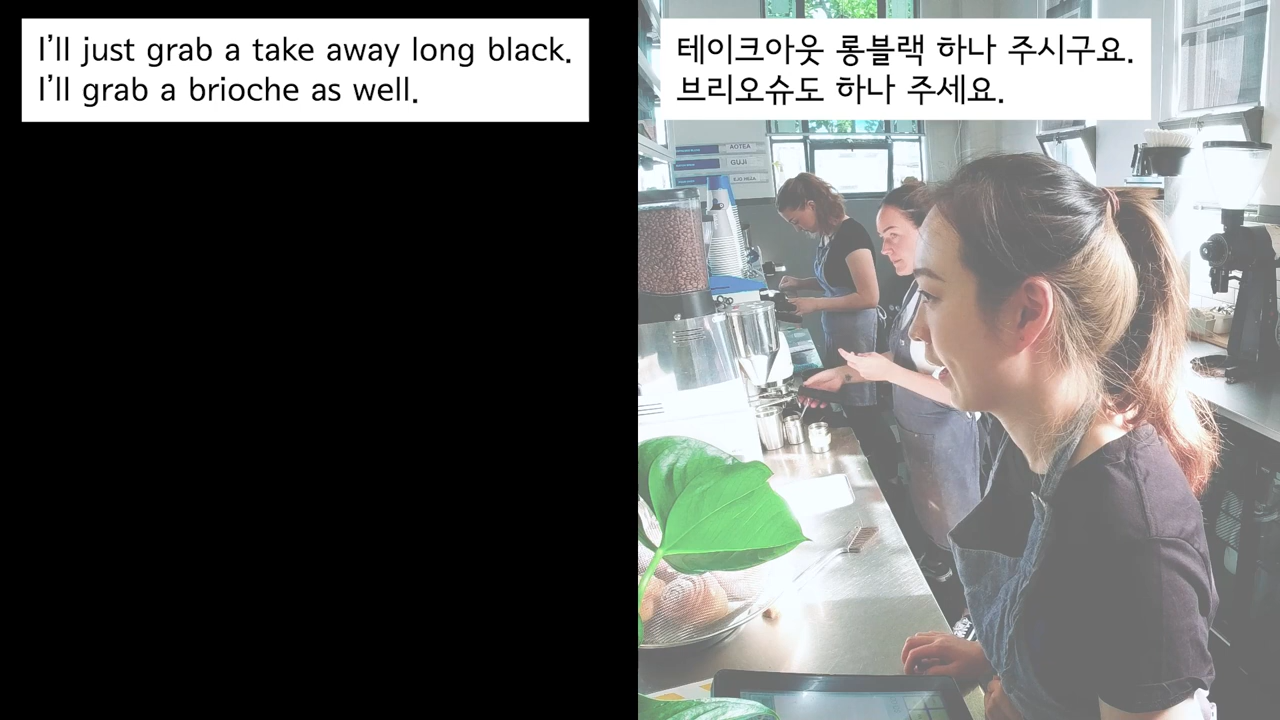 I'll just grab a take away long black.
I'll grab a brioche as well.
테이크아웃 롱블랙 하나 주시구요.
브리오슈도 하나 주세요.
AOTEA
GUJI